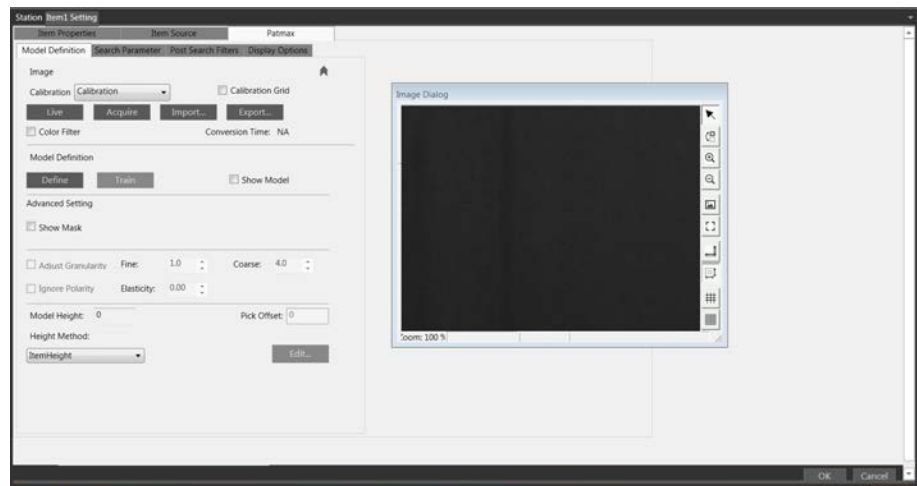 Station Item1 Setting
Item Properties Item Source Patmax
Model Definition Search Parameter Post Search Filters Display Options
Image
Calibration Calibration Calibration Grid
Live Acquire Import... Export...
Color Filter Conversion Time: NA
Model Definition
Define Train Show Model
Advanced Setting
Show Mask
Adjust Granularity Fine: 1.0 Coarse: 4.0
Ignore Polarity Elasticity: 0.00
Model Height: 0 Pick Offset: 0
Height Method:
ItemHeight Edit...
Image Dialog
Zoom: 100 %
OK Cancel